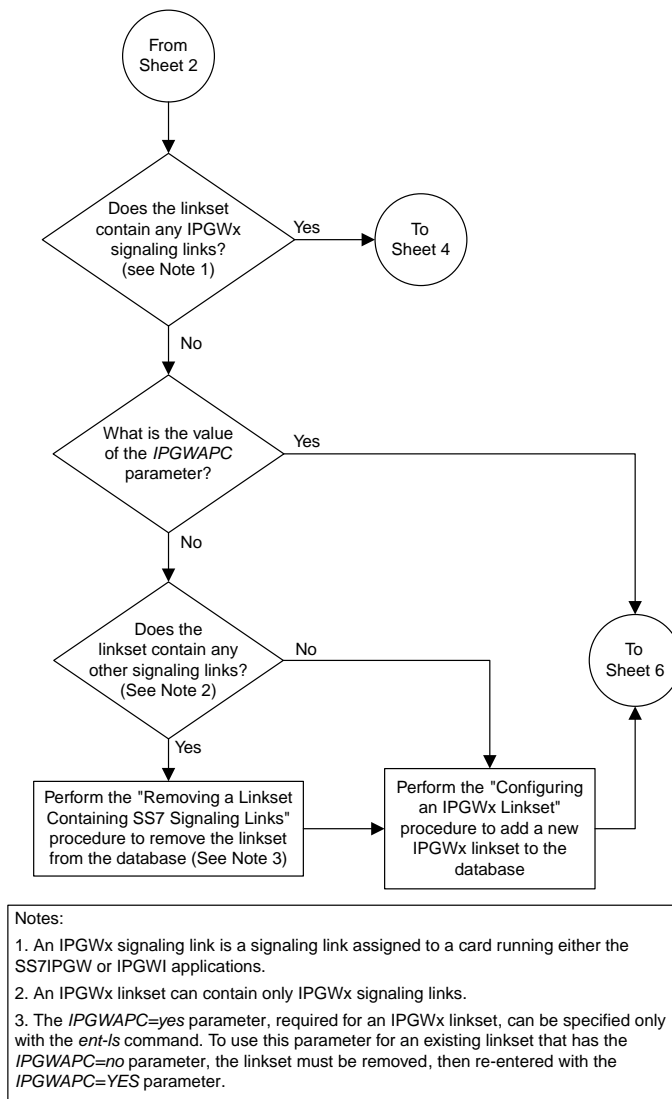 From
Sheet 2
Does the linkset
contain any IPGWx
signaling links?
(see Note 1)
Yes
To
Sheet 4
No
What is the value
of the IPGWAPC
parameter?
Yes
No
Does the
linkset contain any
other signaling links?
(See Note 2)
No
To
Sheet 6
Yes
Perform the "Removing a Linkset
Containing SS7 Signaling Links"
procedure to remove the linkset
from the database (See Note 3)
Perform the "Configuring
an IPGWx Linkset"
procedure to add a new
IPGWx linkset to the
database
Notes:
1. An IPGWx signaling link is a signaling link assigned to a card running either the
SS7IPGW or IPGWI applications.
2. An IPGWx linkset can contain only IPGWx signaling links.
3. The IPGWAPC=yes parameter, required for an IPGWx linkset, can be specified only
with the ent-ls command. To use this parameter for an existing linkset that has the
IPGWAPC=no parameter, the linkset must be removed, then re-entered with the
IPGWAPC=YES parameter.